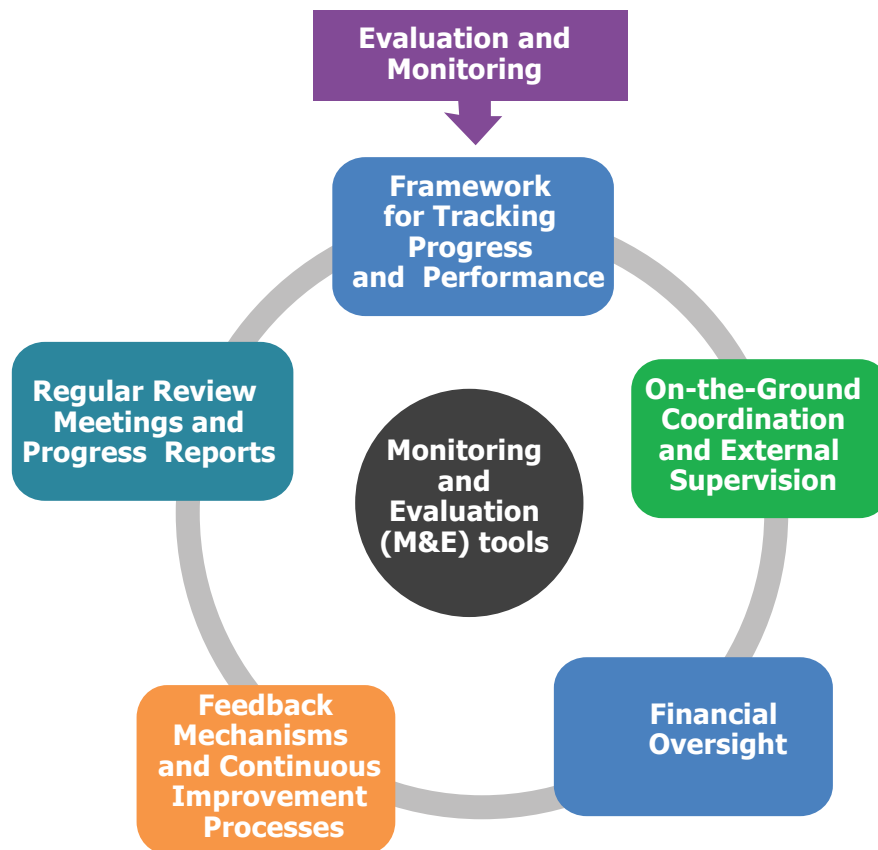 Evaluation and
Monitoring
Framework
for Tracking
Progress
and Performance
Regular Review
Meetings and
Progress Reports
On-the-Ground
Coordination
and External
Supervision
Monitoring
and
Evaluation
(M&E) tools
Feedback
Mechanisms
and Continuous
Improvement
Processes
Financial
Oversight